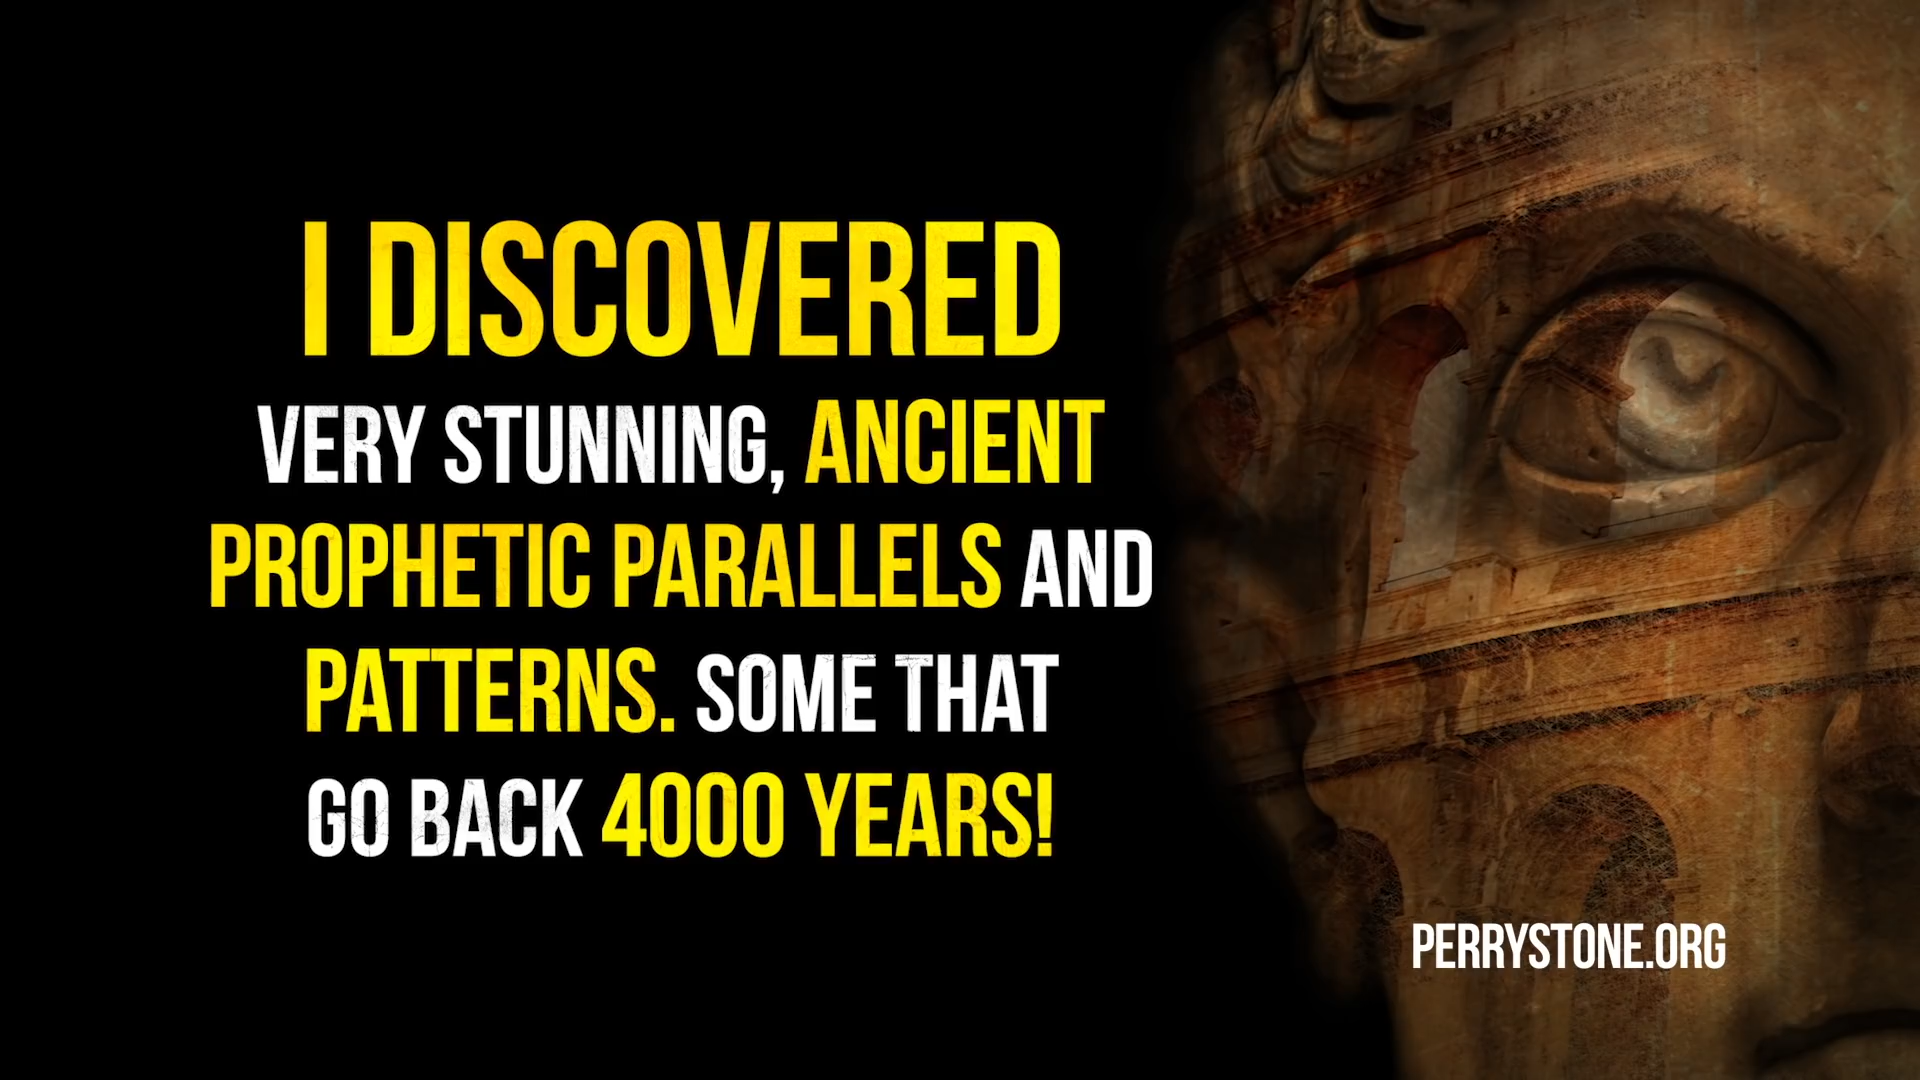 I DISCOVERED
VERY STUNNING, ANCIENT
PROPHETIC PARALLELS AND
PATTERNS. SOME THAT
GO BACK 4000 YEARS!
PERRYSTONE.ORG